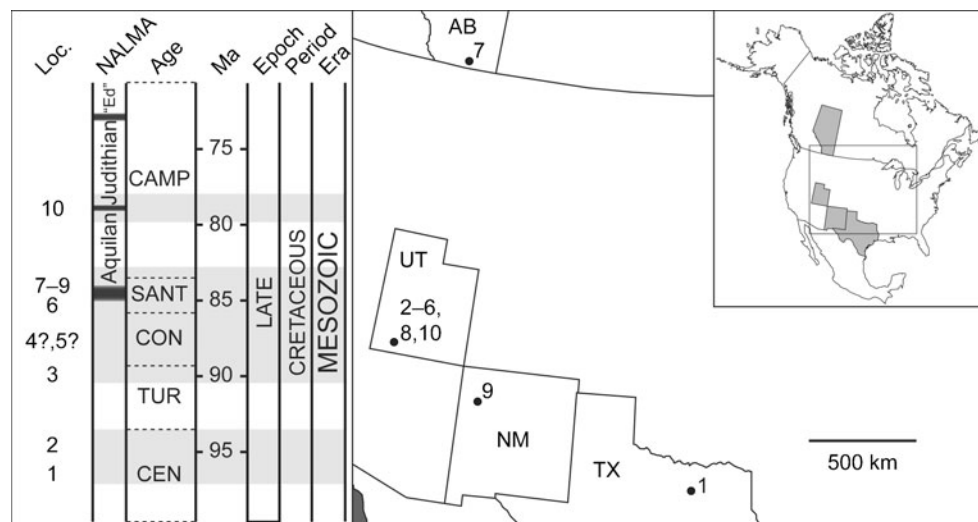 Loc.
NALMA
Age
Ma
Epoch
Period
Era
"Ed"
Judithian
Aquilan
10
7–9
6
4?,5?
3
2
1
CAMP
SANT
CON
TUR
CEN
75
80
85
90
95
LATE
CRETACEOUS
MESOZOIC
AB
7
UT
2–6,
8,10
9
NM
TX
1
500 km